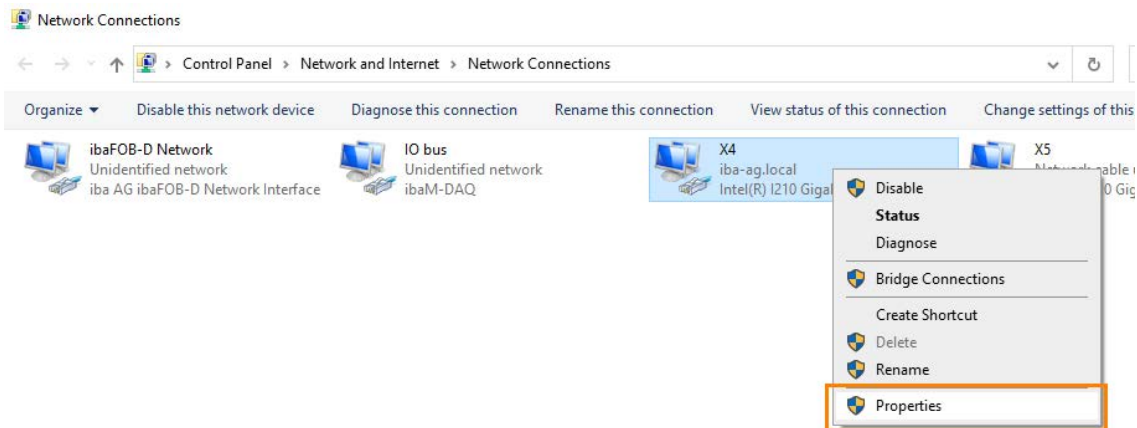 Network Connections
Control Panel > Network and Internet > Network Connections
Organize Disable this network device Diagnose this connection Rename this connection View status of this connection Change settings of this
ibaFOB-D Network
Unidentified network
iba AG ibaFOB-D Network Interface
IO bus
Unidentified network
ibaM-DAQ
X4
iba-ag.local
Intel(R) I210
X5
Network cable
Disable
Status
Diagnose
Bridge Connections
Create Shortcut
Delete
Rename
Properties